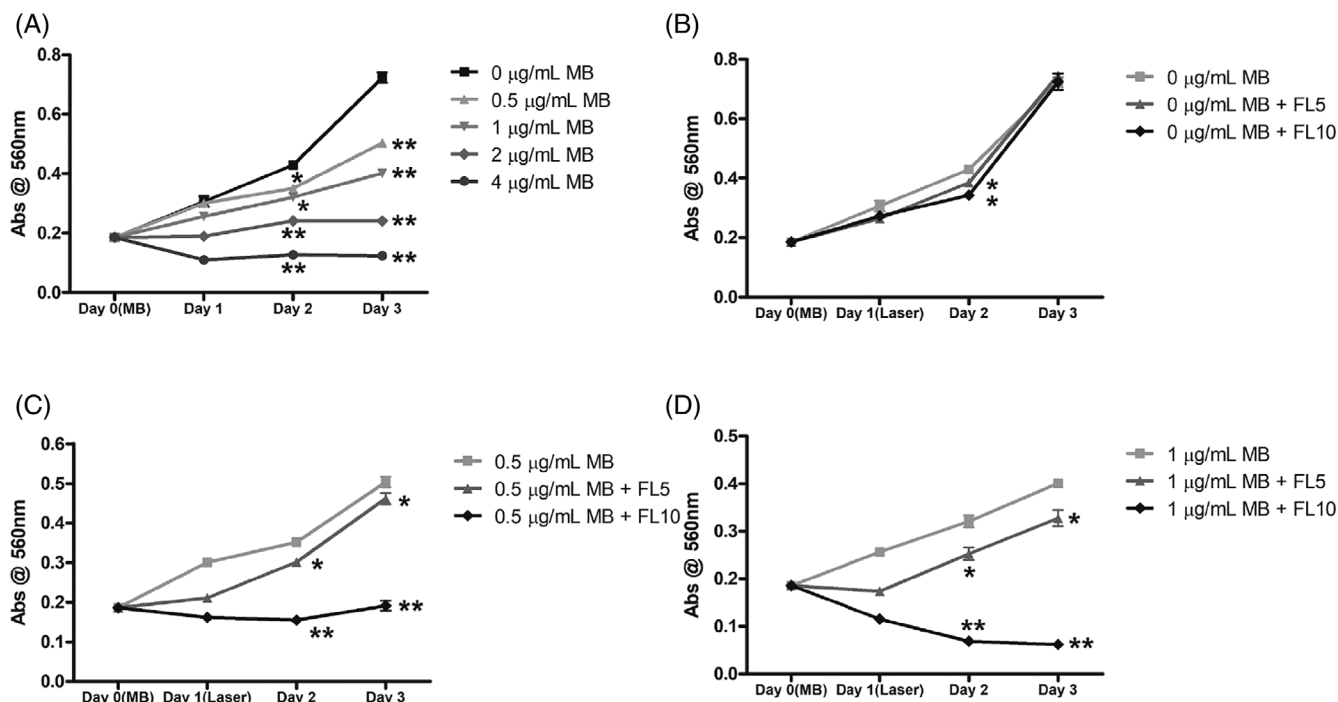 (A)
Abs @ 560nm
0.8
0.6
0.4
0.2
0.0
Day 0(MB) Day 1 Day 2 Day 3
0 μg/mL MB
0.5 μg/mL MB
1 μg/mL MB
2 μg/mL MB
4 μg/mL MB
**
**
**
**
*
*
**
**
(B)
Abs @ 560nm
0.8
0.6
0.4
0.2
0.0
Day 0(MB) Day 1(Laser) Day 2 Day 3
0 μg/mL MB
0 μg/mL MB + FL5
0 μg/mL MB + FL10
*
*
(C)
Abs @ 560nm
0.6
0.5
0.4
0.3
0.2
0.1
0.0
Day 0(MB) Day 1(Laser) Day 2 Day 3
0.5 μg/mL MB
0.5 μg/mL MB + FL5
0.5 μg/mL MB + FL10
*
*
**
**
(D)
Abs @ 560nm
0.5
0.4
0.3
0.2
0.1
0.0
Day 0(MB) Day 1(Laser) Day 2 Day 3
1 μg/mL MB
1 μg/mL MB + FL5
1 μg/mL MB + FL10
*
*
**
**